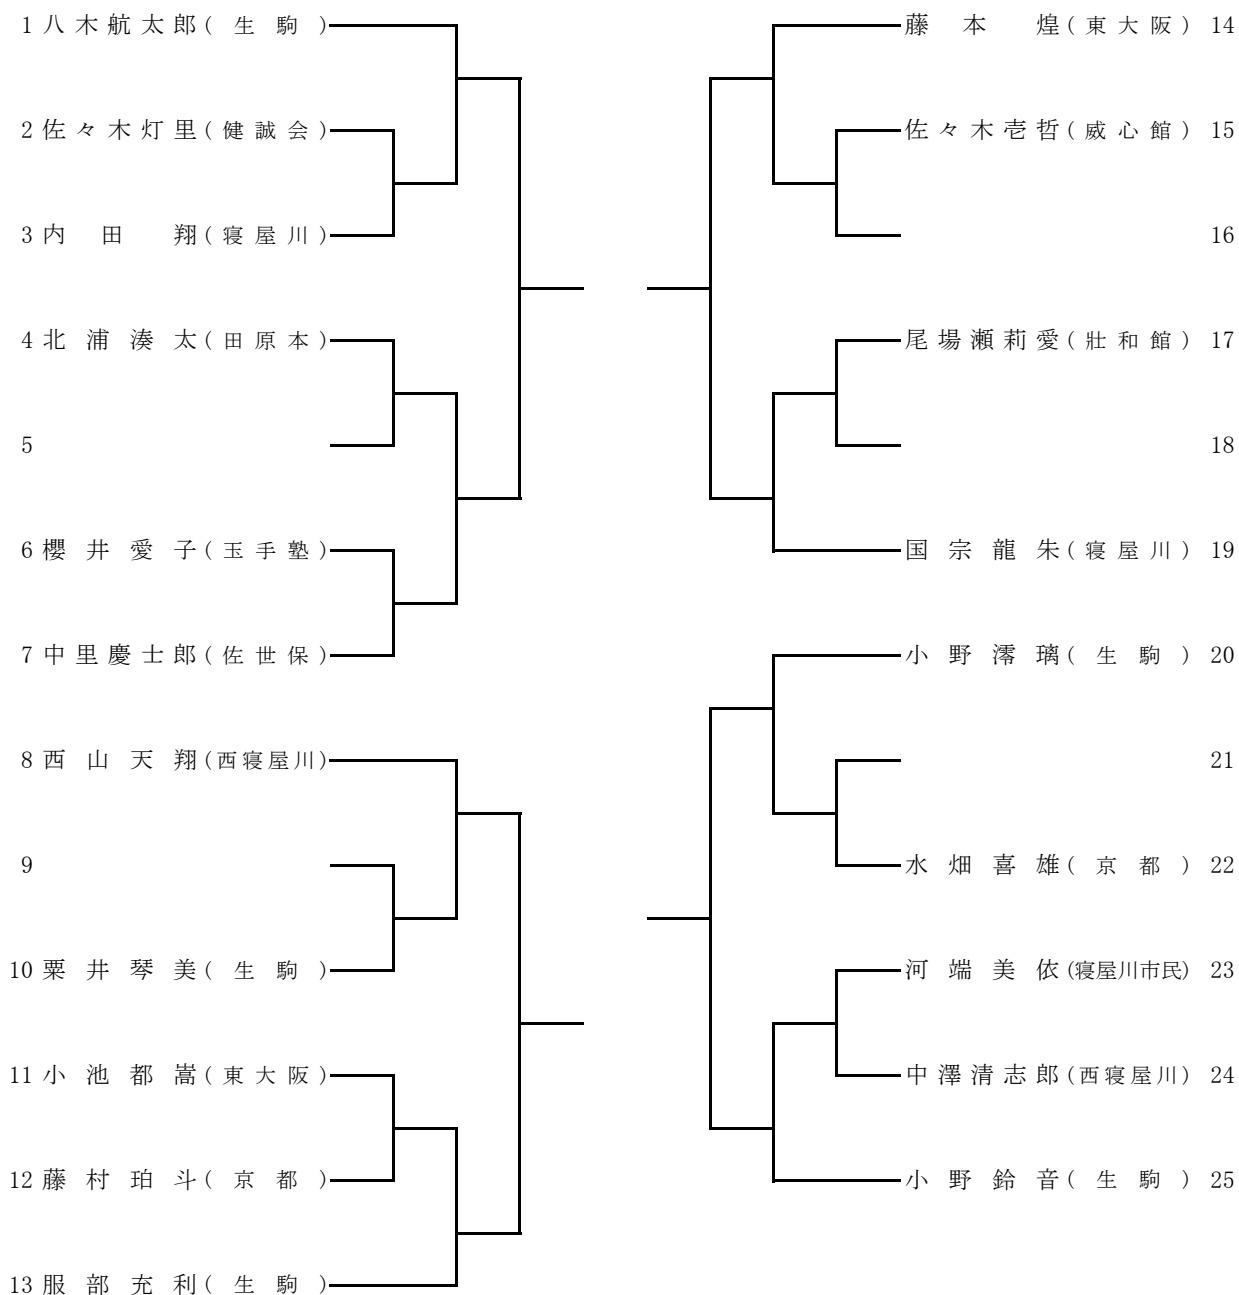 1 八木航太郎(生駒)
2 佐々木灯里(健誠会)
3 内田翔(寝屋川)
4 北浦湊太(田原本)
5
6 櫻井愛子(玉手塾)
7 中里慶士郎(佐世保)
8 西山天翔(西寝屋川)
9
10 粟井琴美(生駒)
11 小池都嵩(東大阪)
12 藤村珀斗(京都)
13 服部充利(生駒)
藤本煌(東大阪) 14
佐々木壱哲(威心館) 15
16
尾場瀬莉愛(壯和館) 17
18
国宗龍朱(寝屋川) 19
小野澪璃(生駒) 20
21
水畑喜雄(京都) 22
河端美依(寝屋川市民) 23
中澤清志郎(西寝屋川) 24
小野鈴音(生駒) 25